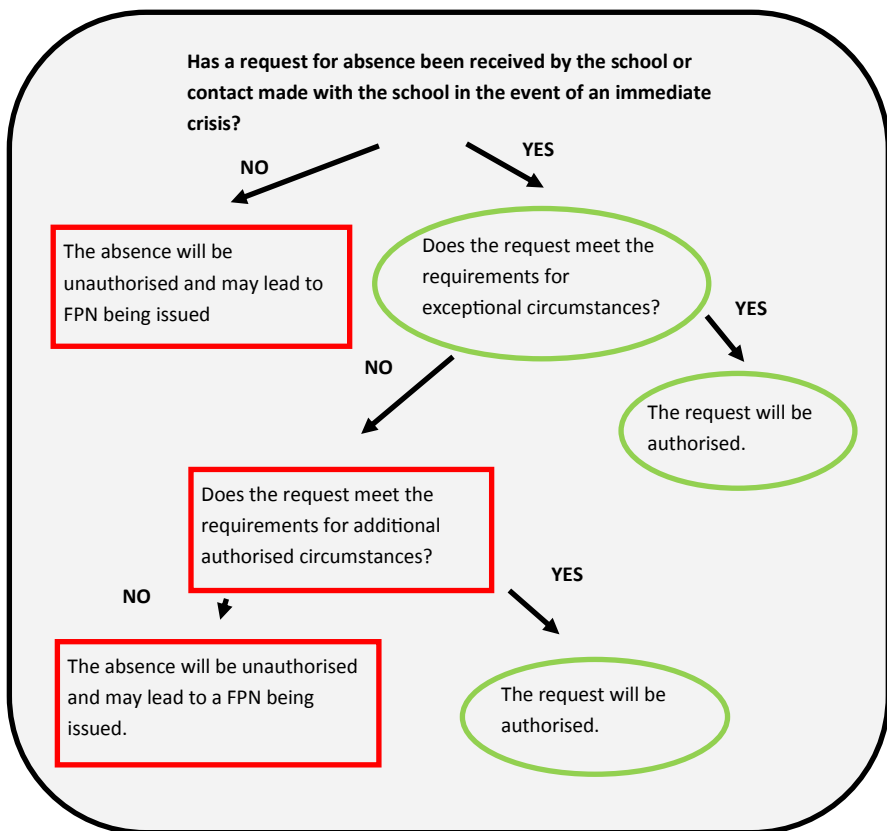 Has a request for absence been received by the school or
contact made with the school in the event of an immediate
crisis?
NO
YES
The absence will be
unauthorised and may lead to
FPN being issued
Does the request meet the
requirements for
exceptional circumstances?
YES
NO
The request will be
authorised.
Does the request meet the
requirements for additional
authorised circumstances?
NO
YES
The absence will be unauthorised
and may lead to a FPN being
issued.
The request will be
authorised.